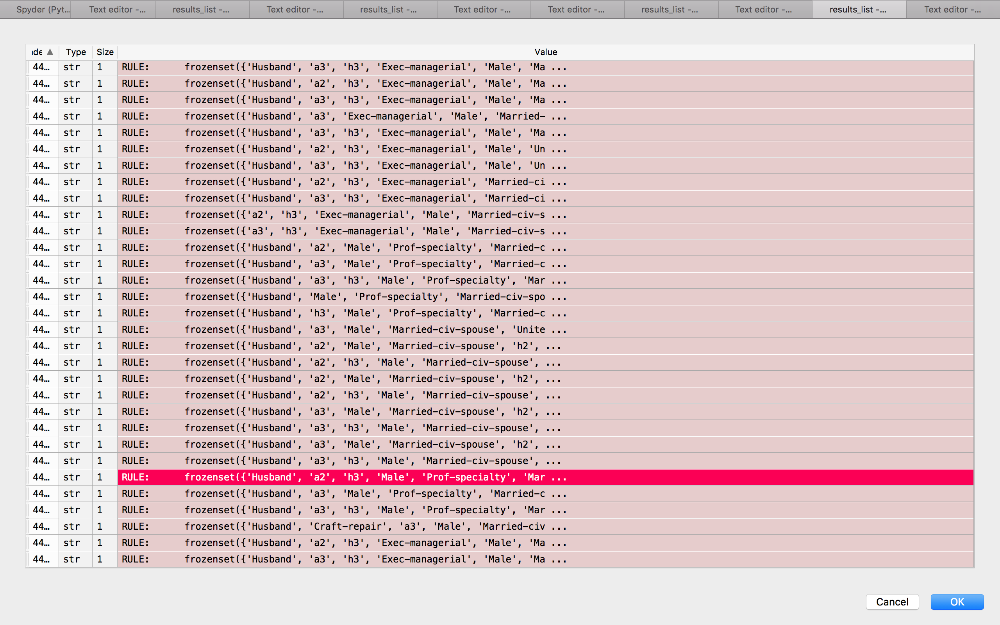 Spyder (Pyt... Text editor -... results_list -... Text editor -... results_list -... Text editor -... Text editor -... results_list -... Text editor -... results_list -... Text editor -...
ıde ▲ Type Size Value
44... str 1 RULE: frozenset({'Husband', 'a3', 'h3', 'Exec-managerial', 'Male', 'Ma ...
44... str 1 RULE: frozenset({'Husband', 'a2', 'h3', 'Exec-managerial', 'Male', 'Ma ...
44... str 1 RULE: frozenset({'Husband', 'a3', 'h3', 'Exec-managerial', 'Male', 'Ma ...
44... str 1 RULE: frozenset({'Husband', 'a3', 'Exec-managerial', 'Male', 'Married- ...
44... str 1 RULE: frozenset({'Husband', 'a3', 'h3', 'Exec-managerial', 'Male', 'Ma ...
44... str 1 RULE: frozenset({'Husband', 'a2', 'h3', 'Exec-managerial', 'Male', 'Un ...
44... str 1 RULE: frozenset({'Husband', 'a3', 'h3', 'Exec-managerial', 'Male', 'Un ...
44... str 1 RULE: frozenset({'Husband', 'a2', 'h3', 'Exec-managerial', 'Married-ci ...
44... str 1 RULE: frozenset({'Husband', 'a3', 'h3', 'Exec-managerial', 'Married-ci ...
44... str 1 RULE: frozenset({'a2', 'h3', 'Exec-managerial', 'Male', 'Married-civ-s ...
44... str 1 RULE: frozenset({'a3', 'h3', 'Exec-managerial', 'Male', 'Married-civ-s ...
44... str 1 RULE: frozenset({'Husband', 'a2', 'Male', 'Prof-specialty', 'Married-c ...
44... str 1 RULE: frozenset({'Husband', 'a3', 'Male', 'Prof-specialty', 'Married-c ...
44... str 1 RULE: frozenset({'Husband', 'a3', 'h3', 'Male', 'Prof-specialty', 'Mar ...
44... str 1 RULE: frozenset({'Husband', 'Male', 'Prof-specialty', 'Married-civ-spo ...
44... str 1 RULE: frozenset({'Husband', 'h3', 'Male', 'Prof-specialty', 'Married-c ...
44... str 1 RULE: frozenset({'Husband', 'a3', 'Male', 'Married-civ-spouse', 'Unite ...
44... str 1 RULE: frozenset({'Husband', 'a2', 'Male', 'Married-civ-spouse', 'h2', ...
44... str 1 RULE: frozenset({'Husband', 'a2', 'h3', 'Male', 'Married-civ-spouse', ...
44... str 1 RULE: frozenset({'Husband', 'a2', 'Male', 'Married-civ-spouse', 'h2', ...
44... str 1 RULE: frozenset({'Husband', 'a2', 'h3', 'Male', 'Married-civ-spouse', ...
44... str 1 RULE: frozenset({'Husband', 'a3', 'Male', 'Married-civ-spouse', 'h2', ...
44... str 1 RULE: frozenset({'Husband', 'a3', 'h3', 'Male', 'Married-civ-spouse', ...
44... str 1 RULE: frozenset({'Husband', 'a3', 'Male', 'Married-civ-spouse', 'h2', ...
44... str 1 RULE: frozenset({'Husband', 'a3', 'h3', 'Male', 'Married-civ-spouse', ...
44... str 1 RULE: frozenset({'Husband', 'a2', 'h3', 'Male', 'Prof-specialty', 'Mar ...
44... str 1 RULE: frozenset({'Husband', 'a3', 'Male', 'Prof-specialty', 'Married-c ...
44... str 1 RULE: frozenset({'Husband', 'a3', 'h3', 'Male', 'Prof-specialty', 'Mar ...
44... str 1 RULE: frozenset({'Husband', 'Craft-repair', 'a3', 'Male', 'Married-civ ...
44... str 1 RULE: frozenset({'Husband', 'a2', 'h3', 'Exec-managerial', 'Male', 'Ma ...
44... str 1 RULE: frozenset({'Husband', 'a3', 'h3', 'Exec-managerial', 'Male', 'Ma ...
Cancel OK